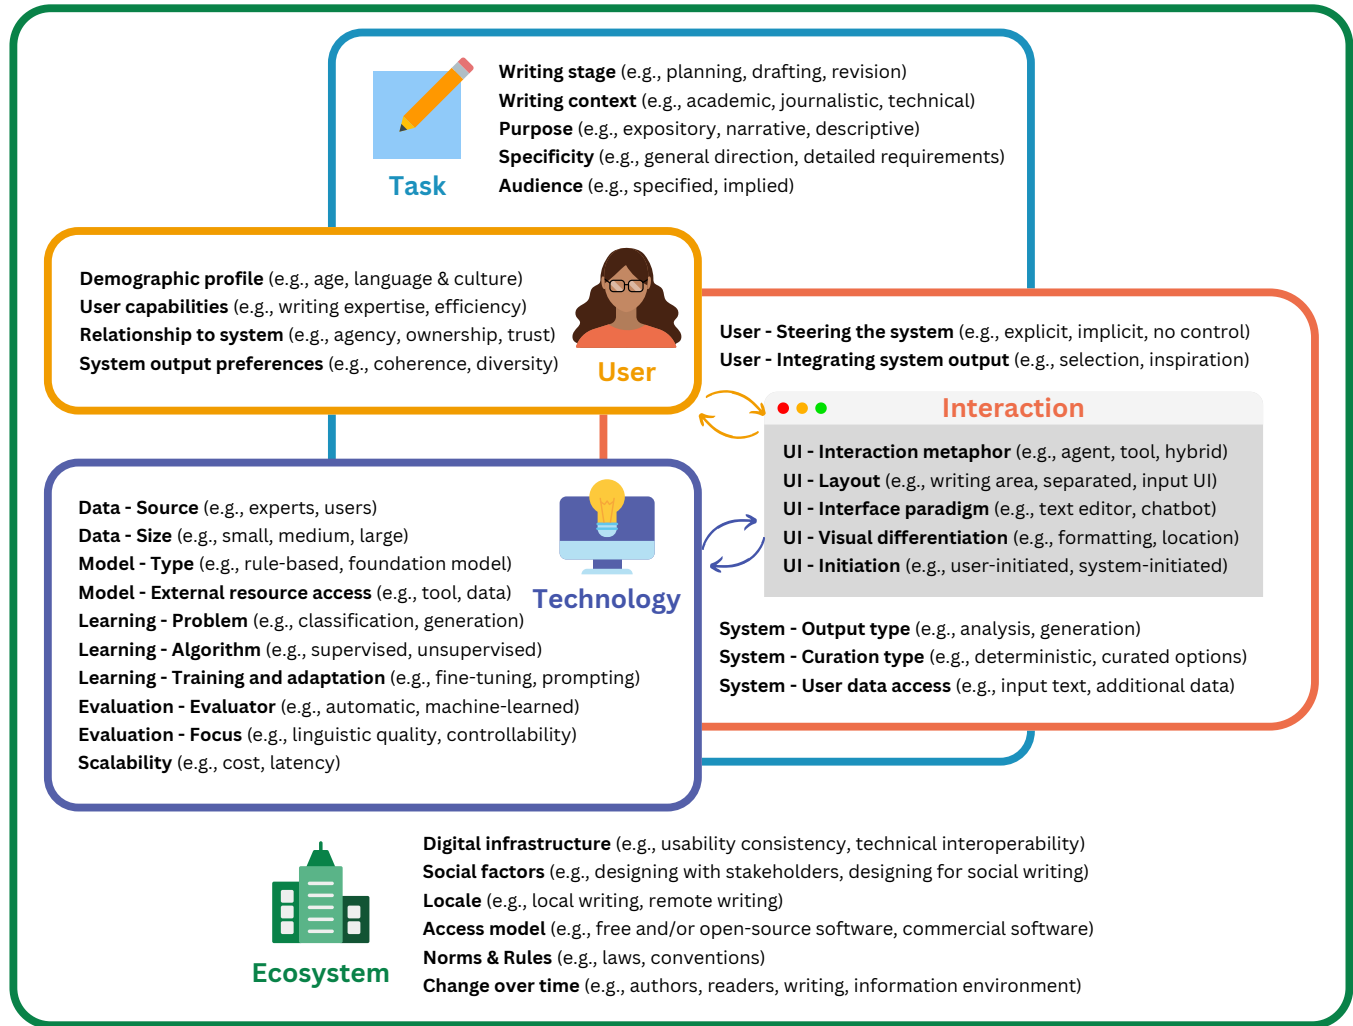 Writing stage (e.g., planning, drafting, revision)
Writing context (e.g., academic, journalistic, technical)
Purpose (e.g., expository, narrative, descriptive)
Specificity (e.g., general direction, detailed requirements)
Audience (e.g., specified, implied)
Task
Demographic profile (e.g., age, language & culture)
User capabilities (e.g., writing expertise, efficiency)
Relationship to system (e.g., agency, ownership, trust)
System output preferences (e.g., coherence, diversity)
User
User - Steering the system (e.g., explicit, implicit, no control)
User - Integrating system output (e.g., selection, inspiration)
Interaction
UI - Interaction metaphor (e.g., agent, tool, hybrid)
UI - Layout (e.g., writing area, separated, input UI)
UI - Interface paradigm (e.g., text editor, chatbot)
UI - Visual differentiation (e.g., formatting, location)
UI - Initiation (e.g., user-initiated, system-initiated)
System - Output type (e.g., analysis, generation)
System - Curation type (e.g., deterministic, curated options)
System - User data access (e.g., input text, additional data)
Data - Source (e.g., experts, users)
Data - Size (e.g., small, medium, large)
Model - Type (e.g., rule-based, foundation model)
Model - External resource access (e.g., tool, data)
Learning - Problem (e.g., classification, generation)
Learning - Algorithm (e.g., supervised, unsupervised)
Learning - Training and adaptation (e.g., fine-tuning, prompting)
Evaluation - Evaluator (e.g., automatic, machine-learned)
Evaluation - Focus (e.g., linguistic quality, controllability)
Scalability (e.g., cost, latency)
Technology
Digital infrastructure (e.g., usability consistency, technical interoperability)
Social factors (e.g., designing with stakeholders, designing for social writing)
Locale (e.g., local writing, remote writing)
Access model (e.g., free and/or open-source software, commercial software)
Norms & Rules (e.g., laws, conventions)
Change over time (e.g., authors, readers, writing, information environment)
Ecosystem